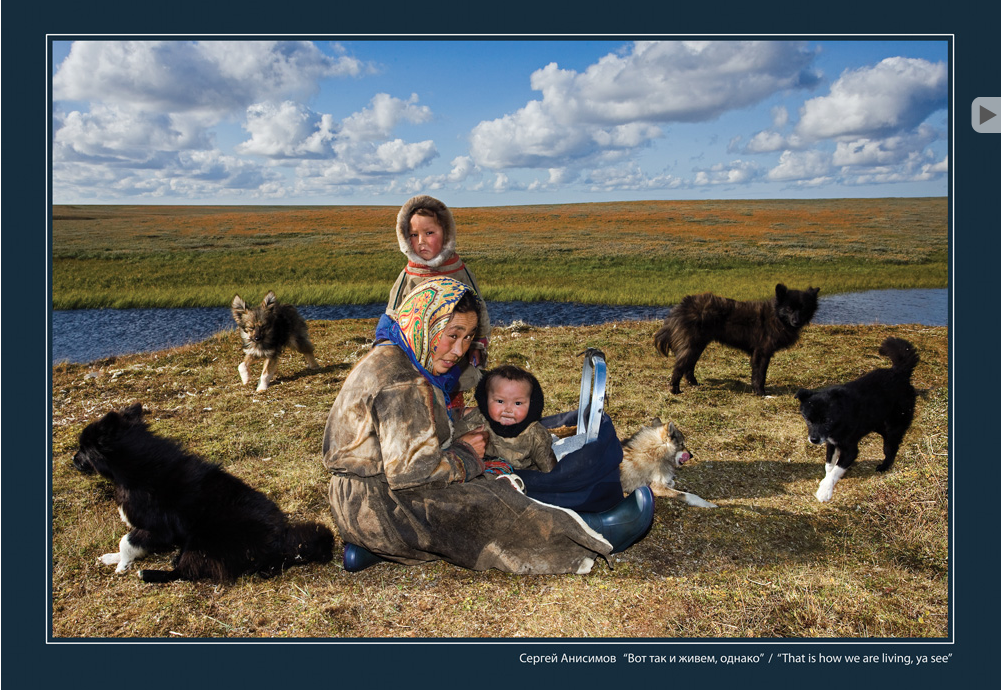 Сергей Анисимов “Вот так и живем, однако” / “That is how we are living, ya see”